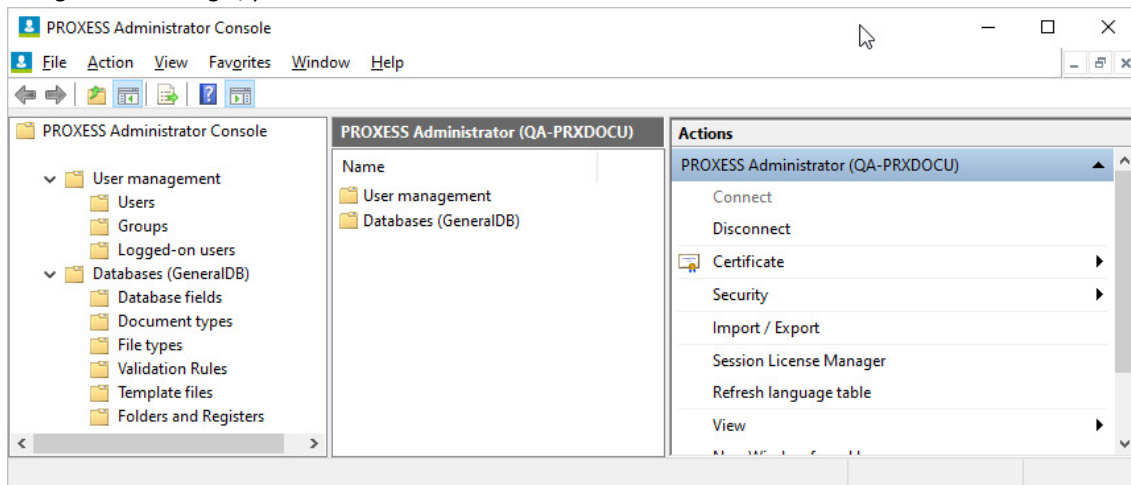 PROXESS Administrator Console
File Action View Favorites Window Help
PROXESS Administrator Console
User management
Users
Groups
Logged-on users
Databases (GeneralDB)
Database fields
Document types
File types
Validation Rules
Template files
Folders and Registers
PROXESS Administrator (QA-PRXDOCU)
Name
User management
Databases (GeneralDB)
Actions
PROXESS Administrator (QA-PRXDOCU)
Connect
Disconnect
Certificate
Security
Import / Export
Session License Manager
Refresh language table
View